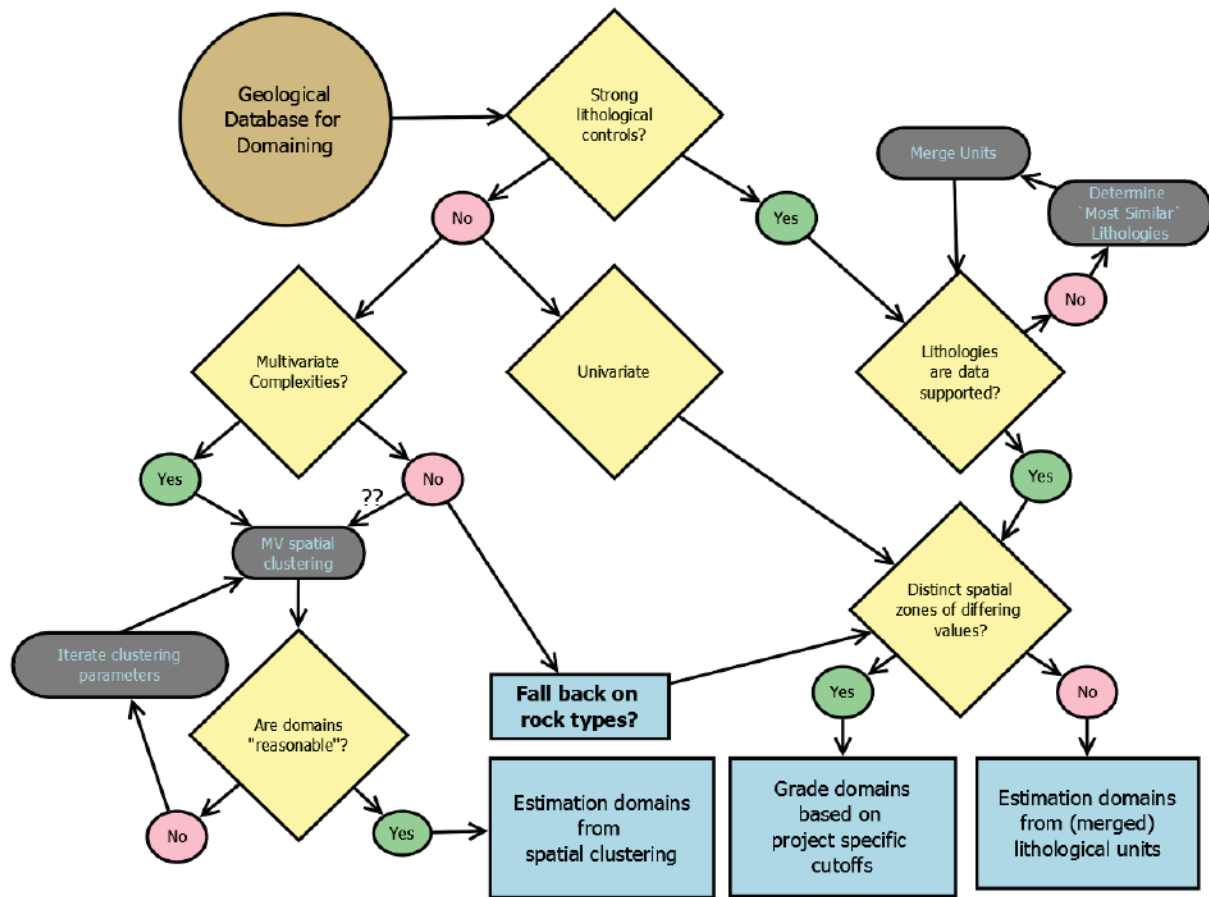 Geological
Database for
Domaining
Strong
lithological
controls?
Merge Units
Determine
`Most Similar`
Lithologies
No
Yes
No
Multivariate
Complexities?
Univariate
Lithologies
are data
supported?
Yes
No
Yes
??
MV spatial
clustering
Distinct spatial
zones of differing
values?
Iterate clustering
parameters
Fall back on
rock types?
Yes
No
Are domains
"reasonable"?
No
Yes
Estimation domains
from
spatial clustering
Grade domains
based on
project specific
cutoffs
Estimation domains
from (merged)
lithological units